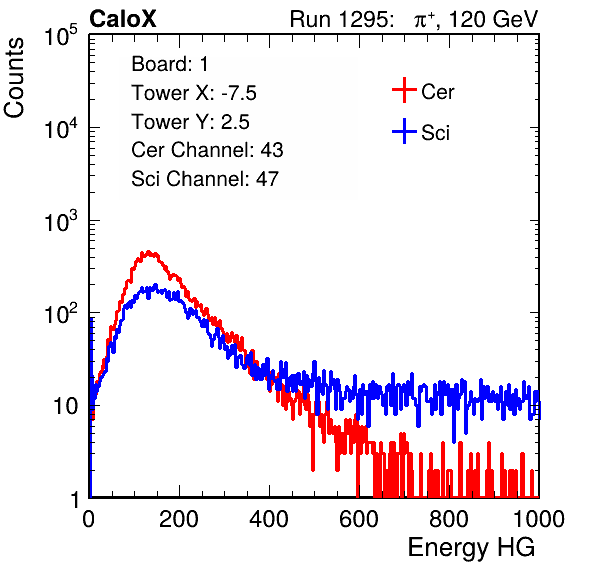 CaloX Run 1295: π⁺, 120 GeV
Counts
Board: 1
Tower X: -7.5
Tower Y: 2.5
Cer Channel: 43
Sci Channel: 47
Cer
Sci
10⁵
10⁴
10³
10²
10
1
0 200 400 600 800 1000
Energy HG